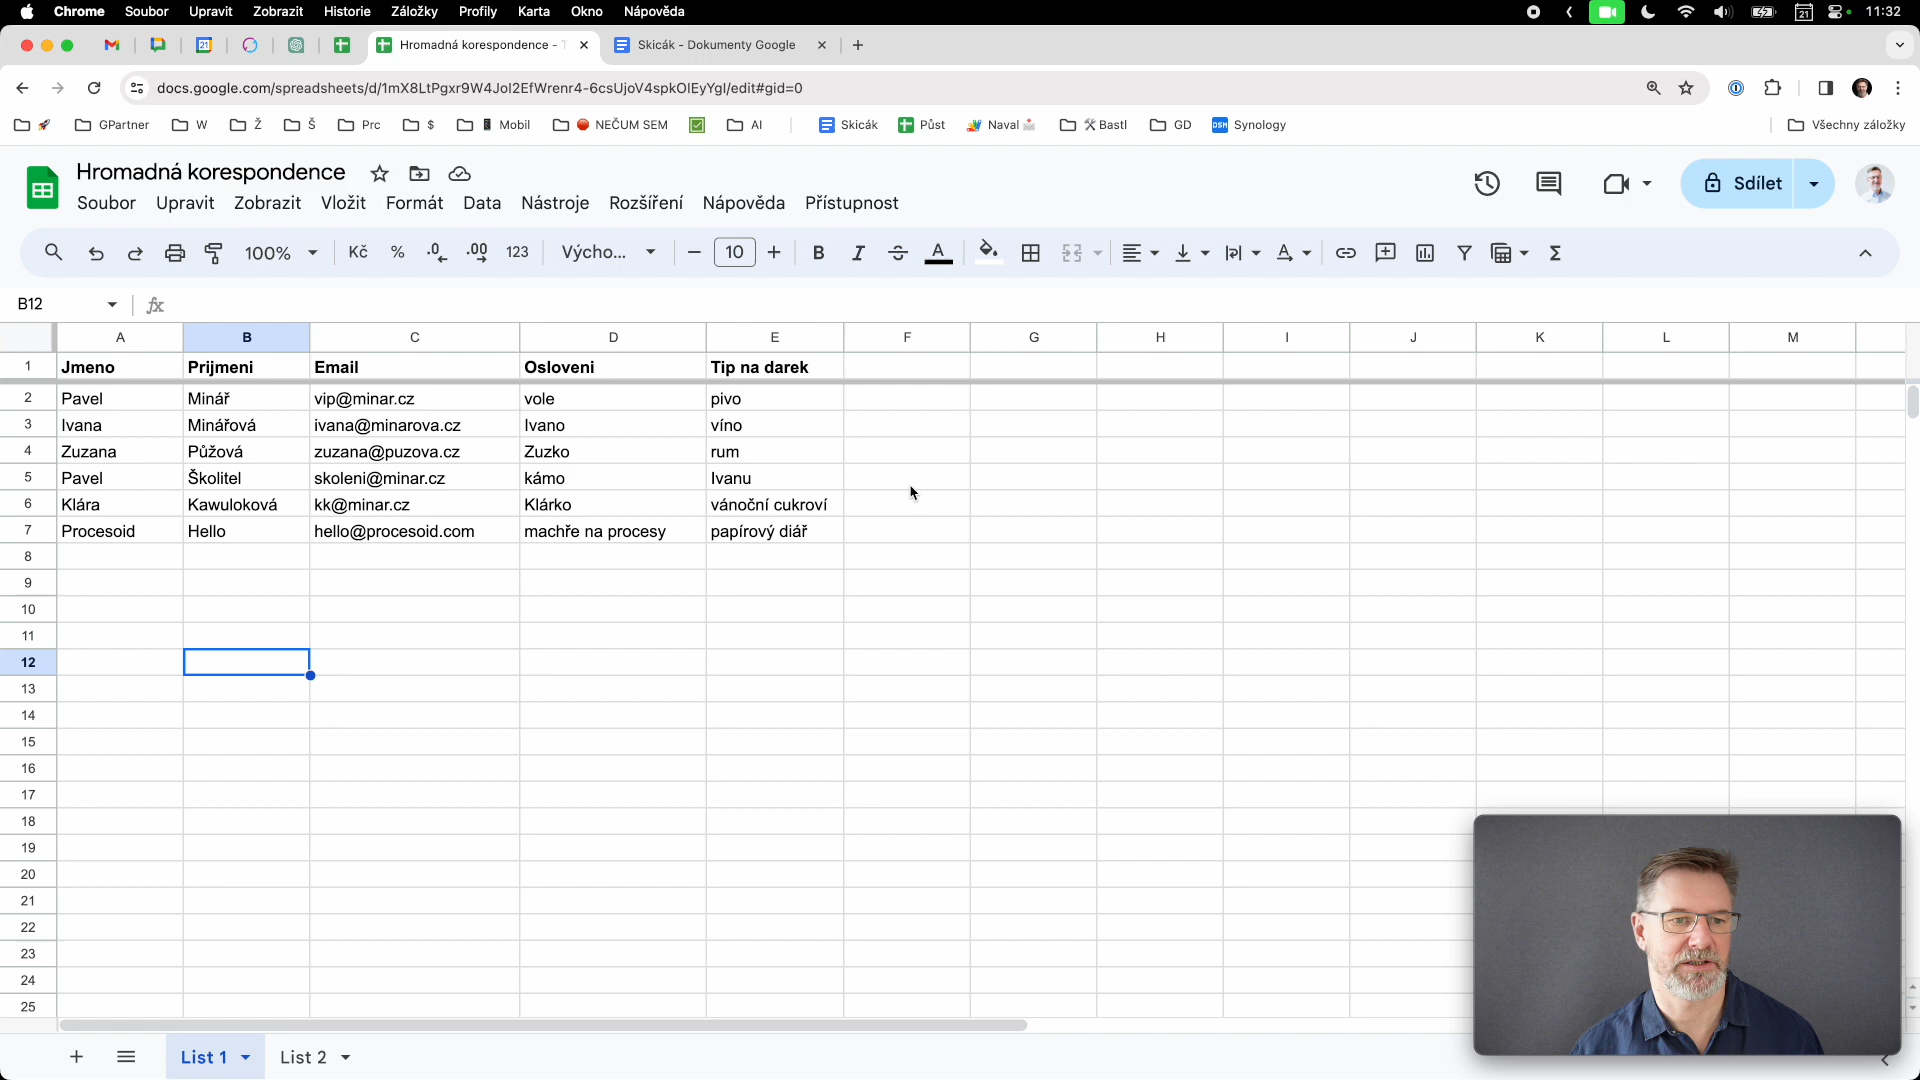 Chrome Soubor Upravit Zobrazit Historie Záložky Profily Karta Okno Nápověda 21 11:32
21 Hromadná korespondence - Skicák - Dokumenty Google
docs.google.com/spreadsheets/d/1mX8LtPgxr9W4JoI2EfWrenr4-6csUjoV4spkOIEyYgI/edit#gid=0
GPartner W Ž Š Prc $ Mobil NEČUM SEM AI Skicák Půst Naval Bastl GD DSM Synology Všechny záložky
Hromadná korespondence
Soubor Upravit Zobrazit Vložit Formát Data Nástroje Rozšíření Nápověda Přístupnost
Sdílet
100% Kč % .0 .00 123 Výcho... 10 B I A Σ
B12 fx
A B C D E F G H I J K L M
1 Jmeno Prijmeni Email Osloveni Tip na darek
2 Pavel Minář vip@minar.cz vole pivo
3 Ivana Minářová ivana@minarova.cz Ivano víno
4 Zuzana Půžová zuzana@puzova.cz Zuzko rum
5 Pavel Školitel skoleni@minar.cz kámo Ivanu
6 Klára Kawuloková kk@minar.cz Klárko vánoční cukroví
7 Procesoid Hello hello@procesoid.com machře na procesy papírový diář
8
9
10
11
12
13
14
15
16
17
18
19
20
21
22
23
24
25
List 1 List 2